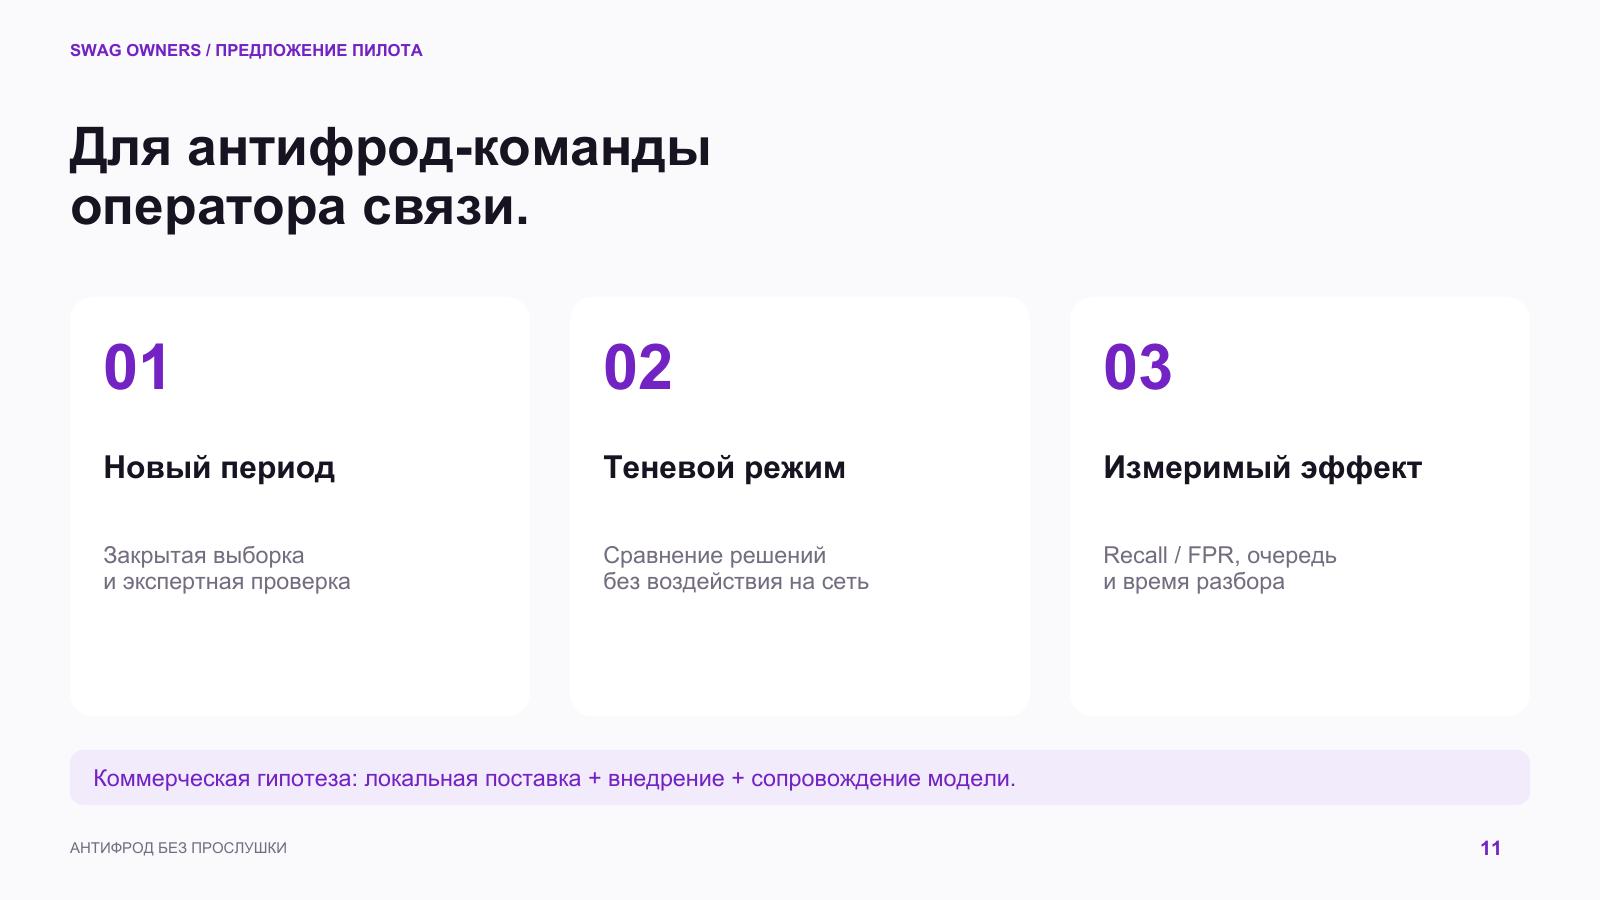 SWAG OWNERS / ПРЕДЛОЖЕНИЕ ПИЛОТА
Для антифрод-команды
оператора связи.
01
Новый период
Закрытая выборка
и экспертная проверка
02
Теневой режим
Сравнение решений
без воздействия на сеть
03
Измеримый эффект
Recall / FPR, очередь
и время разбора
Коммерческая гипотеза: локальная поставка + внедрение + сопровождение модели.
АНТИФРОД БЕЗ ПРОСЛУШКИ
11